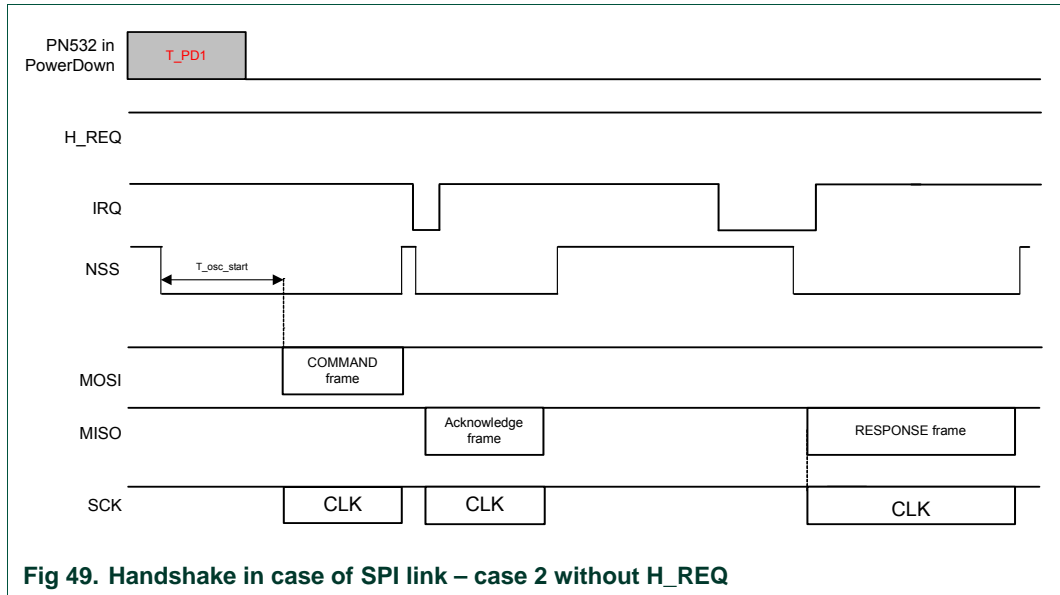 PN532 in
PowerDown
T_PD1
H_REQ
IRQ
NSS
T_osc_start
MOSI
COMMAND
frame
MISO
Acknowledge
frame
RESPONSE frame
SCK
CLK
CLK
CLK
Fig 49. Handshake in case of SPI link – case 2 without H_REQ